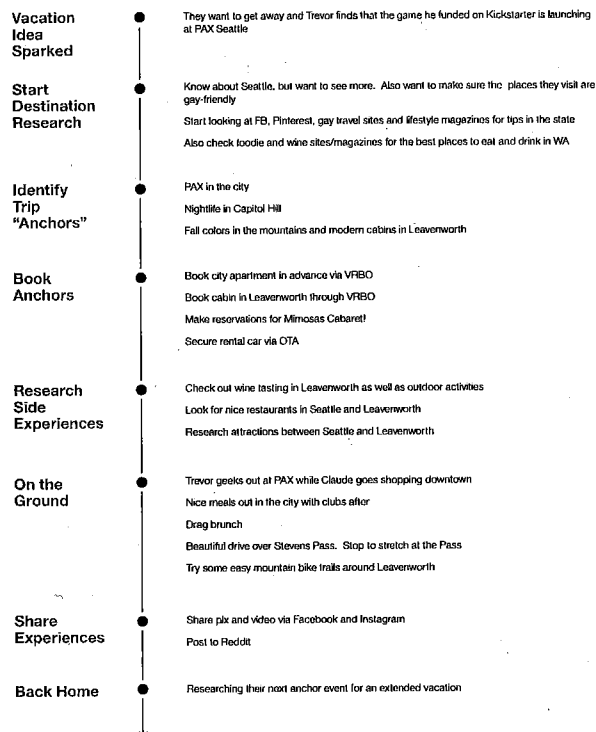 Vacation
Idea
Sparked
They want to get away and Trevor finds that the game he funded on Kickstarter is launching
at PAX Seattle
Start
Destination
Research
Know about Seattle, but want to see more. Also want to make sure the places they visit are
gay-friendly
Start looking at FB, Pinterest, gay travel sites and lifestyle magazines for tips in the state
Also check foodie and wine sites/magazines for the best places to eat and drink in WA
Identify
Trip
"Anchors"
PAX in the city
Nightlife in Capitol Hill
Fall colors in the mountains and modern cabins in Leavenworth
Book
Anchors
Book city apartment in advance via VRBO
Book cabin in Leavenworth through VRBO
Make reservations for Mimosas Cabaret!
Secure rental car via OTA
Research
Side
Experiences
Check out wine tasting in Leavenworth as well as outdoor activities
Look for nice restaurants in Seattle and Leavenworth
Research attractions between Seattle and Leavenworth
On the
Ground
Trevor geeks out at PAX while Claude goes shopping downtown
Nice meals out in the city with clubs after
Drag brunch
Beautiful drive over Stevens Pass. Stop to stretch at the Pass
Try some easy mountain bike trails around Leavenworth
Share
Experiences
Share pix and video via Facebook and Instagram
Post to Reddit
Back Home
Researching their next anchor event for an extended vacation